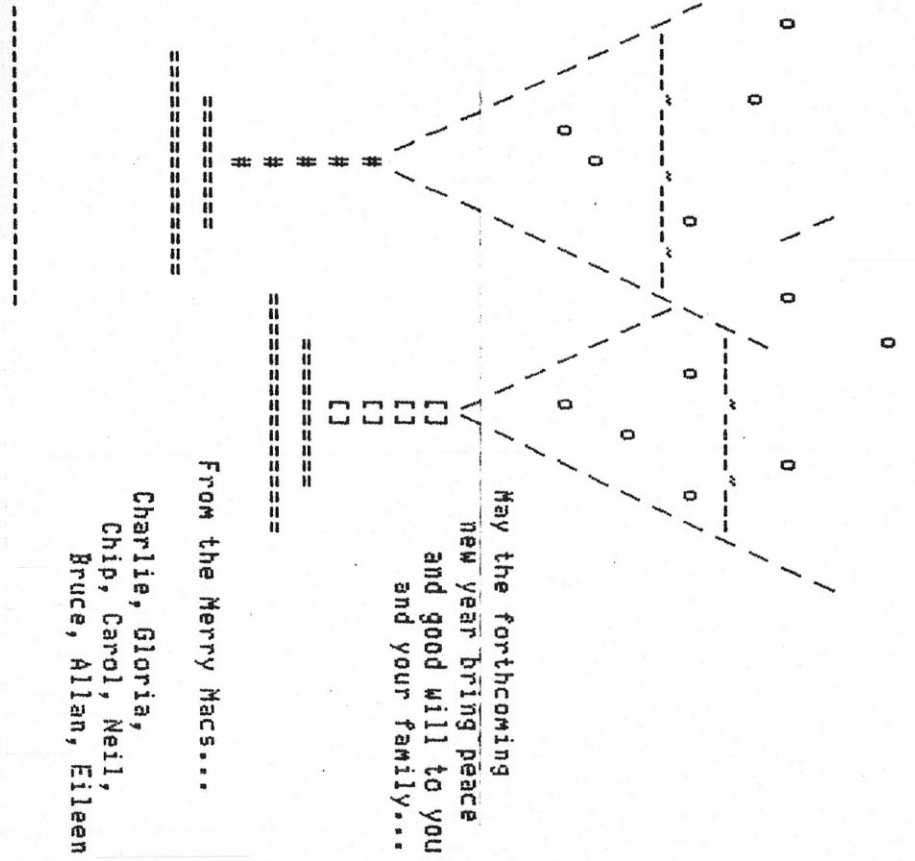 May the forthcoming
new year bring peace
and good will to you
and your family...
From the Merry Macs...
Charlie, Gloria,
Chip, Carol, Neil,
Bruce, Allan, Eileen